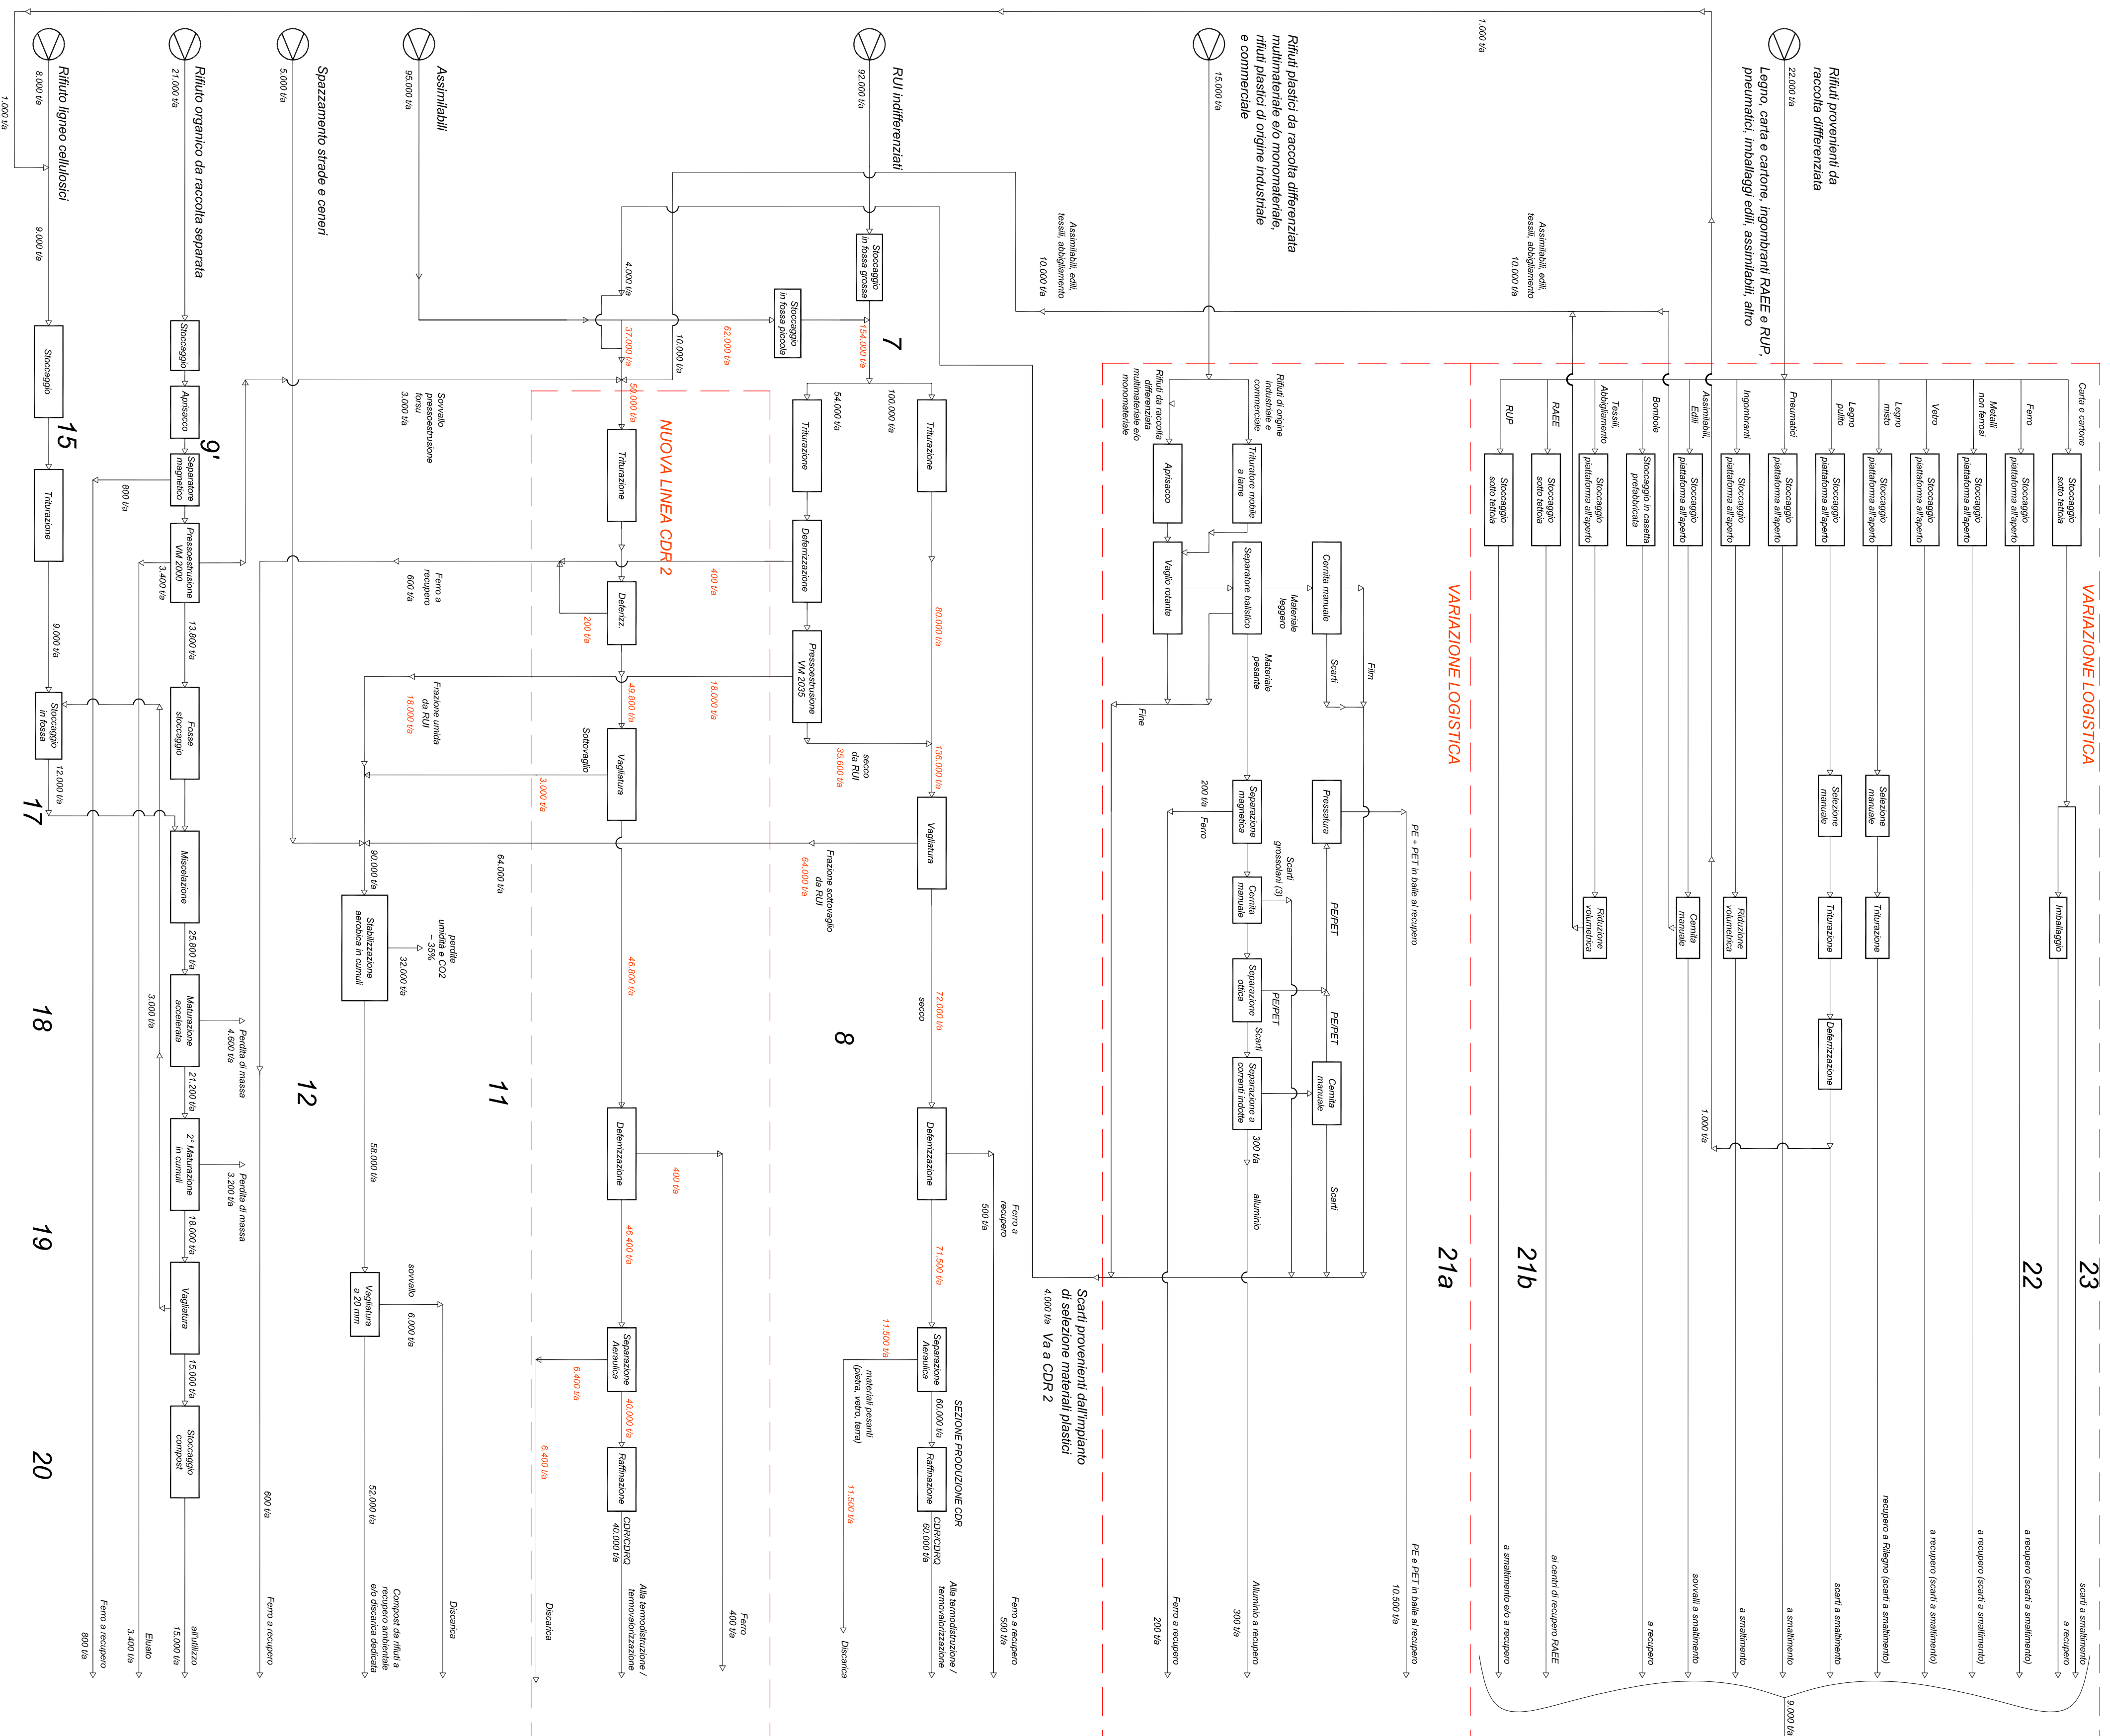 Rifiuti provenienti da
raccolta diffferenziata
22.000 t/a
Legno, carta e cartone, ingombranti RAEE e RUP,
pneumatici, imballaggi edili, assimilabili, altro
VARIAZIONE LOGISTICA
Carta e cartone
Stoccaggio
sotto tettoia
Imballaggio
23
scarti a smaltimento
a recupero
Ferro
Stoccaggio
piattaforma all'aperto
22
a recupero (scarti a smaltimento)
Metalli
non ferrosi
Stoccaggio
piattaforma all'aperto
a recupero (scarti a smaltimento)
Vetro
Stoccaggio
piattaforma all'aperto
a recupero (scarti a smaltimento)
Legno
misto
Stoccaggio
piattaforma all'aperto
Selezione
manuale
Triturazione
recupero a Rilegno (scarti a smaltimento)
Legno
pulito
Stoccaggio
piattaforma all'aperto
Selezione
manuale
Triturazione
Deferrizzazione
scarti a smaltimento
1.000 t/a
Pneumatici
Stoccaggio
piattaforma all'aperto
a smaltimento
9.000 t/a
Ingombranti
Stoccaggio
piattaforma all'aperto
Riduzione
volumetrica
a smaltimento
Assimilabili,
Edili
Stoccaggio
piattaforma all'aperto
Cernita
manuale
sovvalli a smaltimento
Bombole
Stoccaggio in casetta
prefabbricata
a recupero
Tessili,
Abbigliamento
Stoccaggio
piattaforma all'aperto
Riduzione
volumetrica
RAEE
Stoccaggio
sotto tettoia
21b
ai centri di recupero RAEE
RUP
Stoccaggio
sotto tettoia
a smaltimento e/o a recupero
1.000 t/a
Assimilabili, edili,
tessili, abbigliamento
10.000 t/a
Rifiuti plastici da raccolta differenziata
multimateriale e/o monomateriale,
rifiuti plastici di origine industriale
e commerciale
15.000 t/a
VARIAZIONE LOGISTICA
21a
PE + PET in balle al recupero
PE e PET in balle al recupero
10.500 t/a
Film
Cernita manuale
Scarti
Pressatura
PE/PET
PE/PET
Cernita
manuale
Scarti
Materiale
leggero
Rifiuti di origine
industriale e
commerciale
Trituratore mobile
a lame
Separatore balistico
Materiale
pesante
Separazione
magnetica
Scarti
grossolani (3)
Cernita
manuale
Separazione
ottica
PE/PET
Scarti
Separazione a
correnti indotte
300 t/a
alluminio
Alluminio a recupero
300 t/a
Rifiuti da raccolta
differenziata
multimateriale e/o
monomateriale
Aprisacco
Vaglio rotante
Fine
200 t/a
Ferro
Ferro a recupero
200 t/a
Assimilabili, edili,
tessili, abbigliamento
10.000 t/a
Scarti provenienti dall'impianto
di selezione materiali plastici
4.000 t/a Va a CDR 2
RUI indifferenziati
92.000 t/a
Stoccaggio
in fossa grossa
7
154.000 t/a
100.000 t/a
Triturazione
80.000 t/a
136.000 t/a
Vagliatura
72.000 t/a
secco
Deferrizzazione
Ferro a
recupero
500 t/a
Ferro a recupero
500 t/a
71.500 t/a
Separazione
Aeraulica
SEZIONE PRODUZIONE CDR
60.000 t/a
Raffinazione
CDR/CDRQ
60.000 t/a
Alla termodistruzione /
termovalorizzazione
11.500 t/a
materiali pesanti
(pietra, vetro, terra)
11.500 t/a
Discarica
54.000 t/a
Triturazione
Deferrizzazione
Pressoestrusione
VM 2035
secco
da RUI
35.600 t/a
8
Frazione sottovaglio
da RUI
64.000 t/a
Stoccaggio
in fossa piccola
62.000 t/a
400 t/a
18.000 t/a
10.000 t/a
NUOVA LINEA CDR 2
4.000 t/a
37.000 t/a
50.000 t/a
Triturazione
Deferizz.
200 t/a
49.800 t/a
Vagliatura
Sottovaglio
3.000 t/a
46.800 t/a
Deferrizzazione
400 t/a
Ferro
400 t/a
46.400 t/a
Separazione
Aeraulica
40.000 t/a
Raffinazione
CDR/CDRQ
40.000 t/a
Alla termodistruzione /
termovalorizzazione
6.400 t/a
6.400 t/a
Discarica
11
64.000 t/a
Assimilabili
95.000 t/a
Sovvallo
pressoestrusione
forsu
3.000 t/a
Ferro a
recupero
600 t/a
Frazione umida
da RUI
18.000 t/a
90.000 t/a
Stabilizzazione
aerobica in cumuli
perdite
umidità e CO2
~ 35%
32.000 t/a
58.000 t/a
Vagliatura
a 20 mm
sovvallo
6.000 t/a
Discarica
52.000 t/a
Compost da rifiuti a
recupero ambientale
e/o discarica dedicata
Spazzamento strade e ceneri
5.000 t/a
12
600 t/a
Ferro a recupero
Rifiuto organico da raccolta separata
21.000 t/a
Stoccaggio
Aprisacco
9'
Separatore
magnetico
Pressoestrusione
VM 2000
13.800 t/a
Fosse
stoccaggio
Miscelazione
25.800 t/a
Maturazione
accelerata
Perdita di massa
4.600 t/a
21.200 t/a
2° Maturazione
in cumuli
Perdita di massa
3.200 t/a
18.000 t/a
Vagliatura
15.000 t/a
Stoccaggio
compost
all'utilizzo
15.000 t/a
3.400 t/a
3.000 t/a
Eluato
3.400 t/a
800 t/a
Ferro a recupero
800 t/a
Rifiuto ligneo cellulosici
8.000 t/a
1.000 t/a
9.000 t/a
Stoccaggio
15
Triturazione
9.000 t/a
Stoccaggio
in fossa
12.000 t/a
17
18
19
20